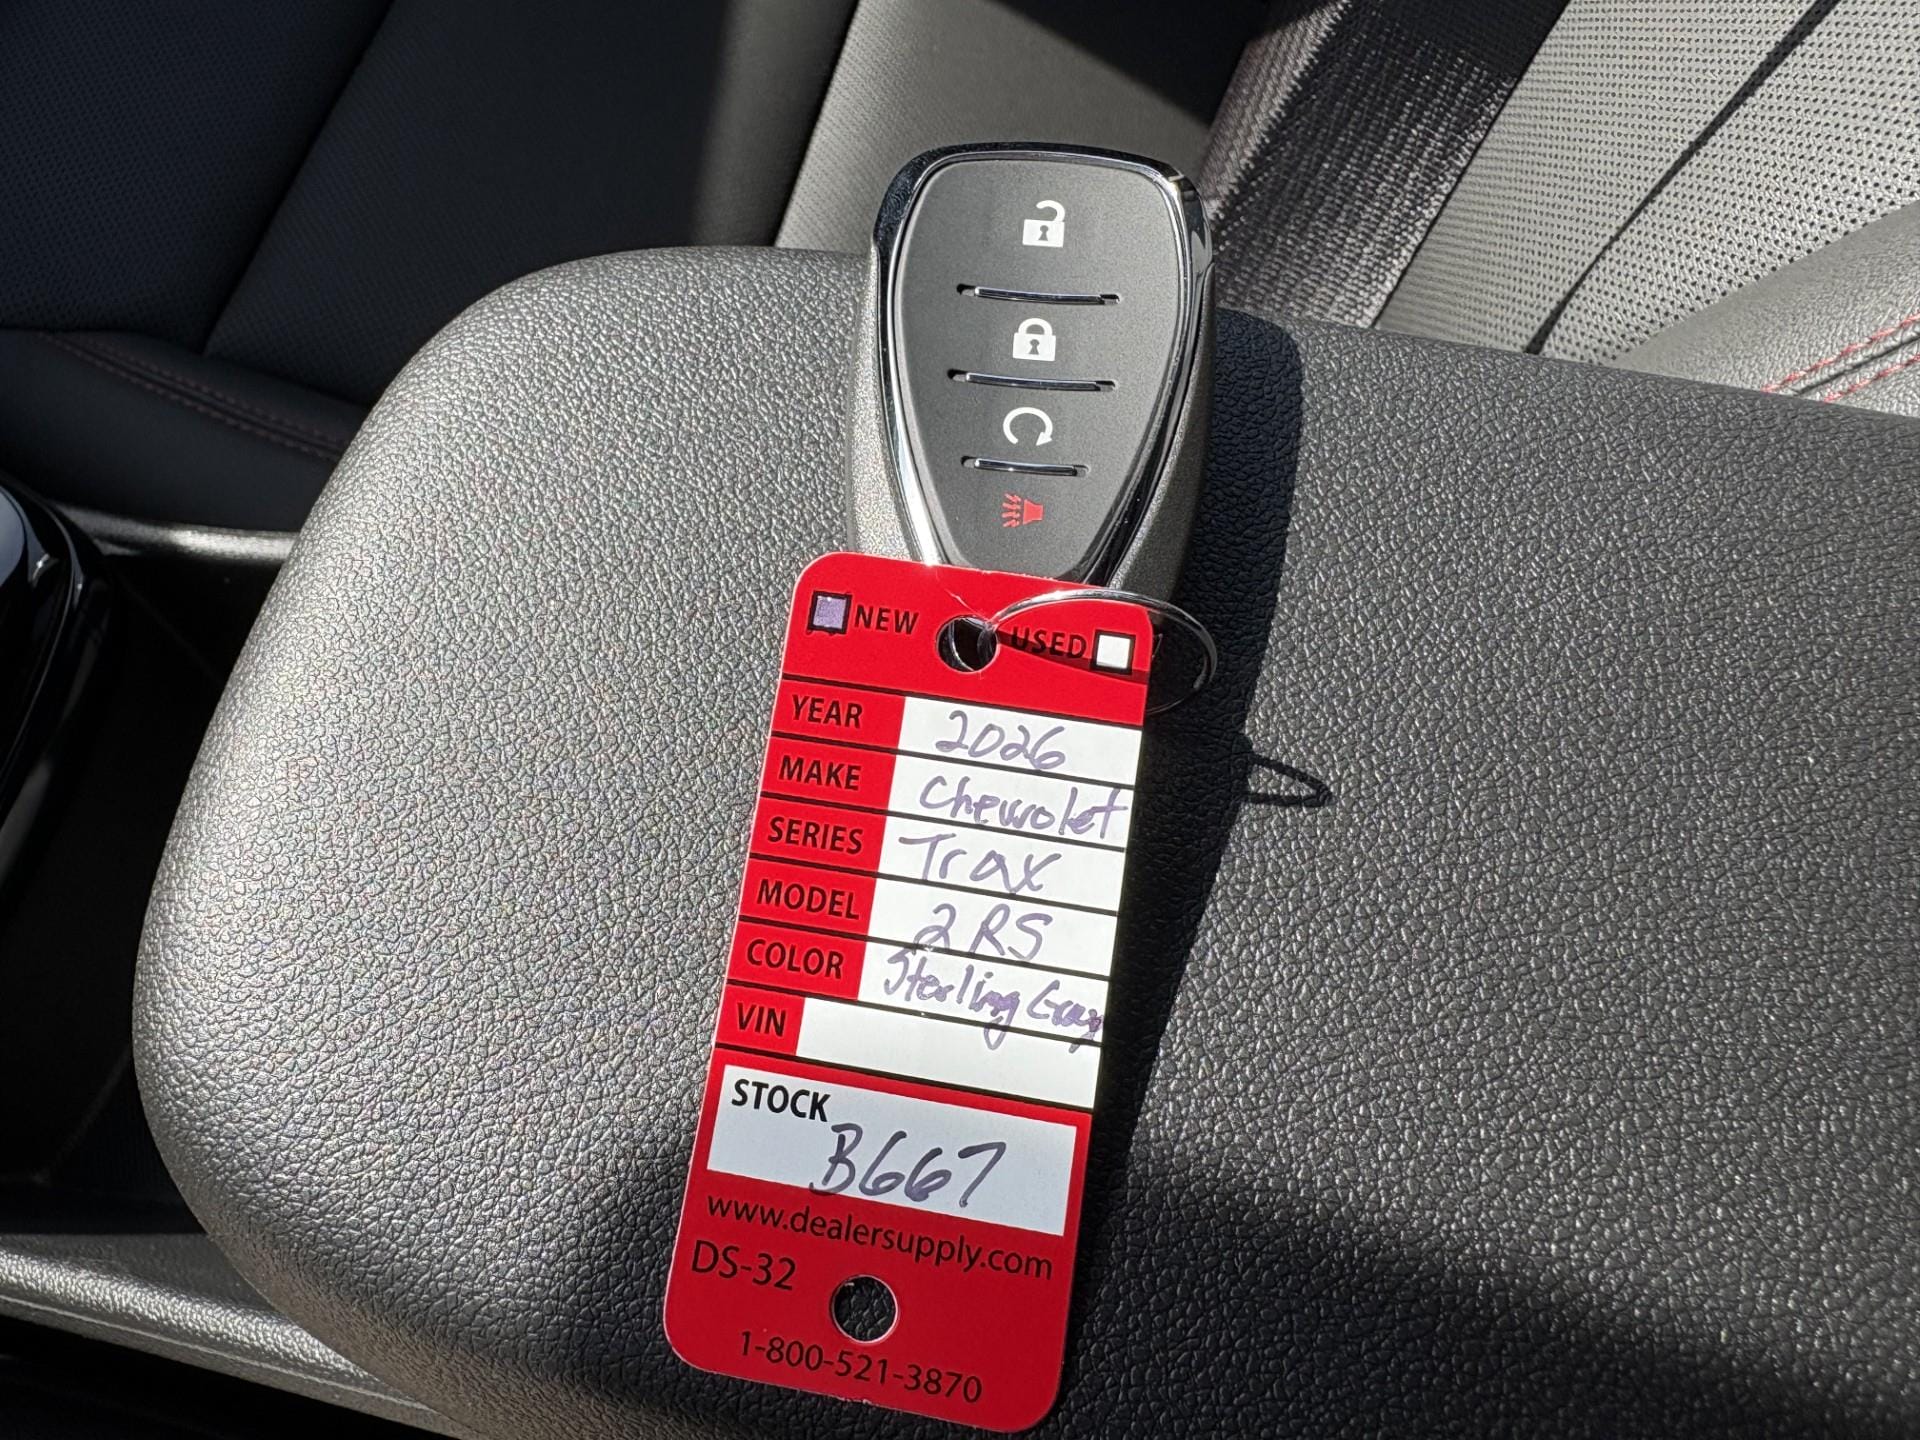 NEW USED
YEAR 2026
MAKE Chevrolet
SERIES Trax
MODEL 2RS
COLOR Sterling Gray
VIN
STOCK
B667
www.dealersupply.com
DS-32
1-800-521-3870